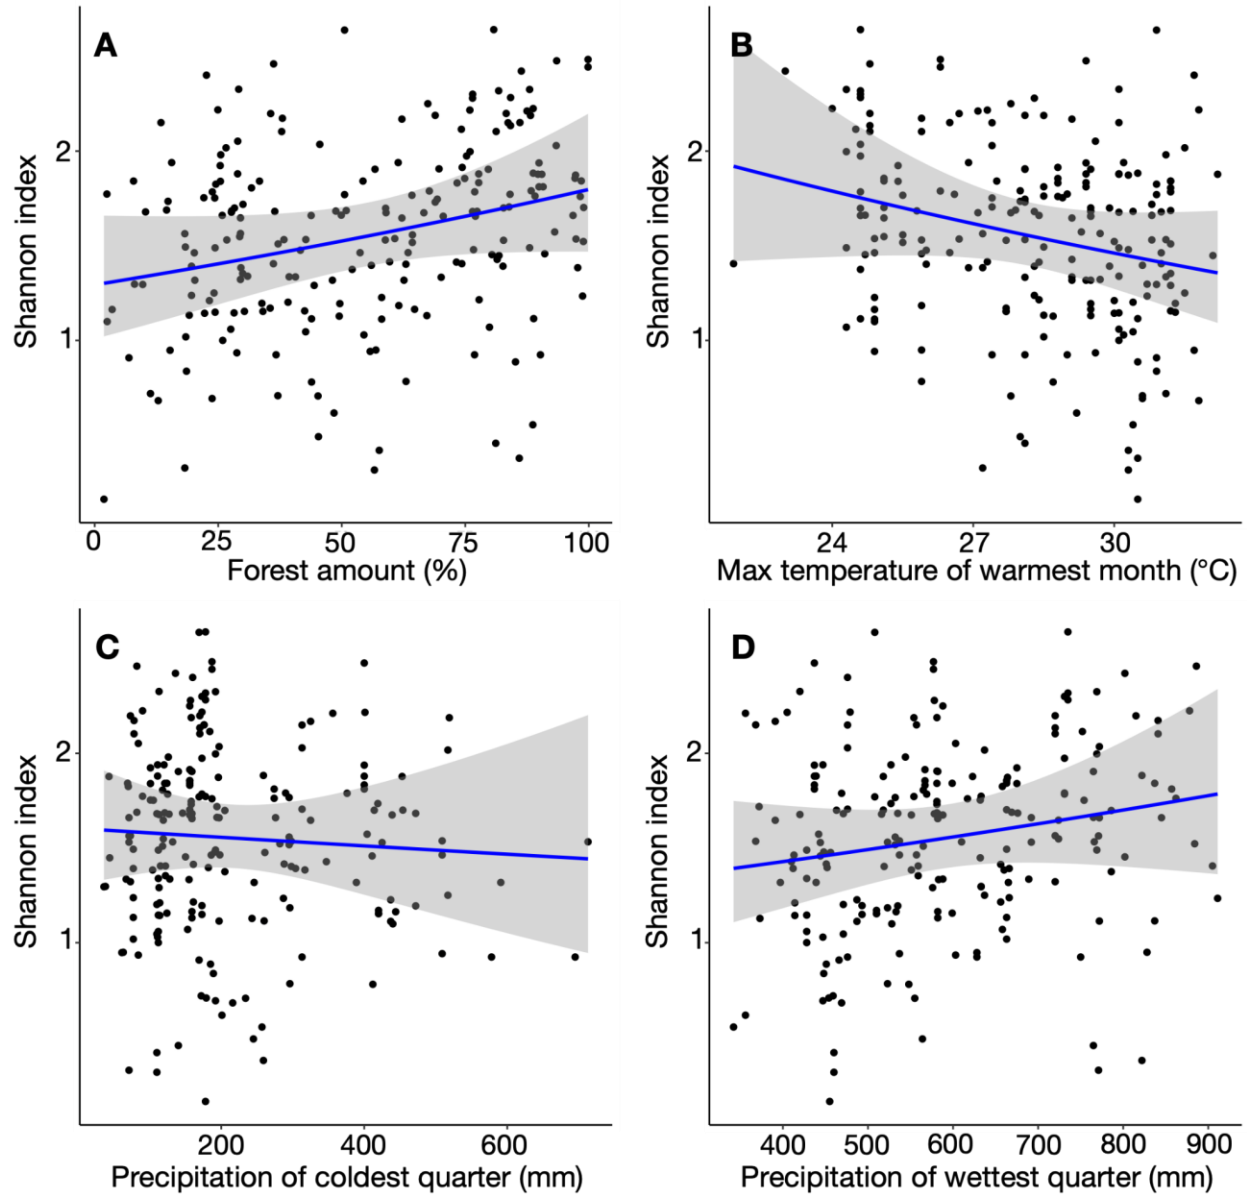 A
B
Shannon index
2
1
0 25 50 75 100
Forest amount (%)
Shannon index
2
1
24 27 30
Max temperature of warmest month (°C)
C
D
Shannon index
2
1
200 400 600
Precipitation of coldest quarter (mm)
Shannon index
2
1
400 500 600 700 800 900
Precipitation of wettest quarter (mm)